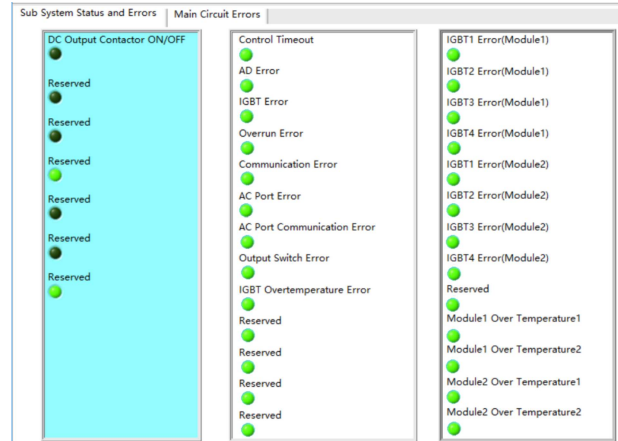 Sub System Status and Errors
Main Circuit Errors
DC Output Contactor ON/OFF
Reserved
Reserved
Reserved
Reserved
Reserved
Reserved
Control Timeout
AD Error
IGBT Error
Overrun Error
Communication Error
AC Port Error
AC Port Communication Error
Output Switch Error
IGBT Overtemperature Error
Reserved
Reserved
Reserved
Reserved
IGBT1 Error(Module1)
IGBT2 Error(Module1)
IGBT3 Error(Module1)
IGBT4 Error(Module1)
IGBT1 Error(Module2)
IGBT2 Error(Module2)
IGBT3 Error(Module2)
IGBT4 Error(Module2)
Reserved
Module1 Over Temperature1
Module1 Over Temperature2
Module2 Over Temperature1
Module2 Over Temperature2